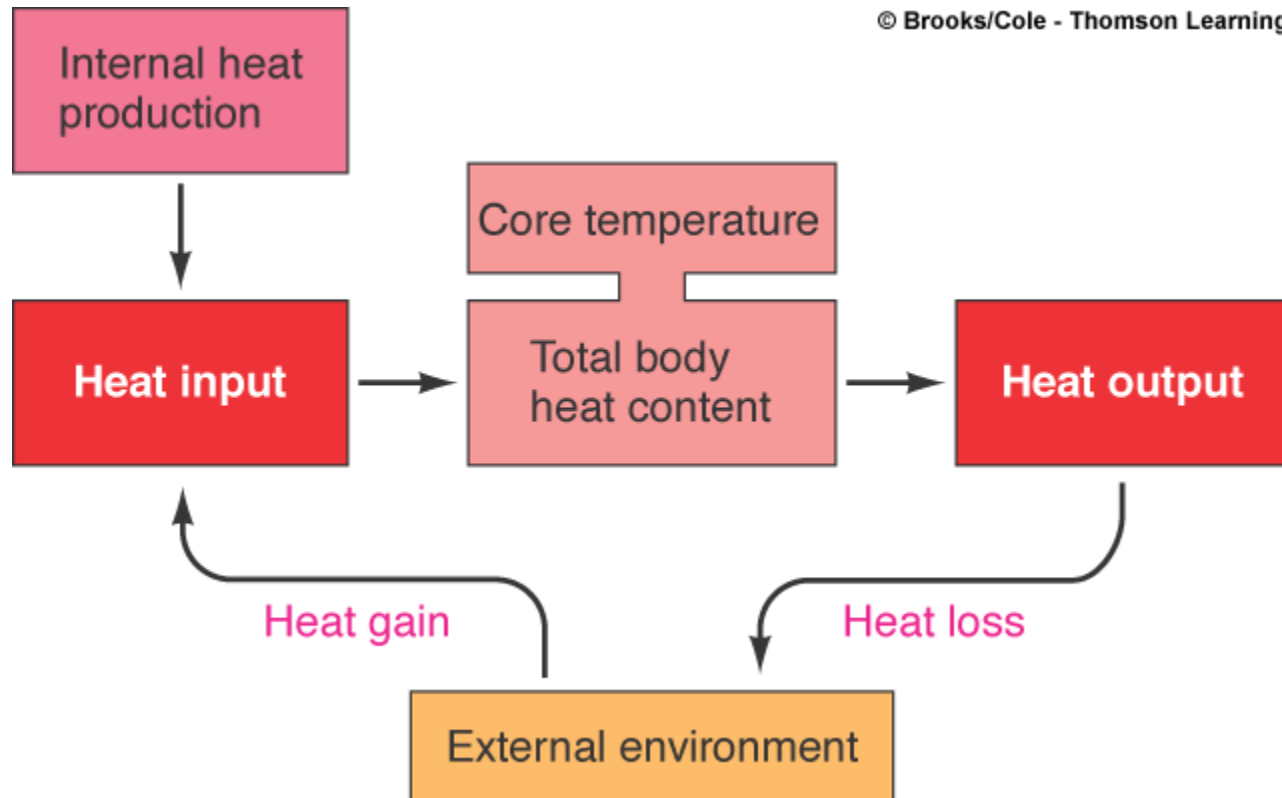 © Brooks/Cole - Thomson Learning
Internal heat
production
Core temperature
Heat input
Total body
heat content
Heat output
Heat gain
Heat loss
External environment